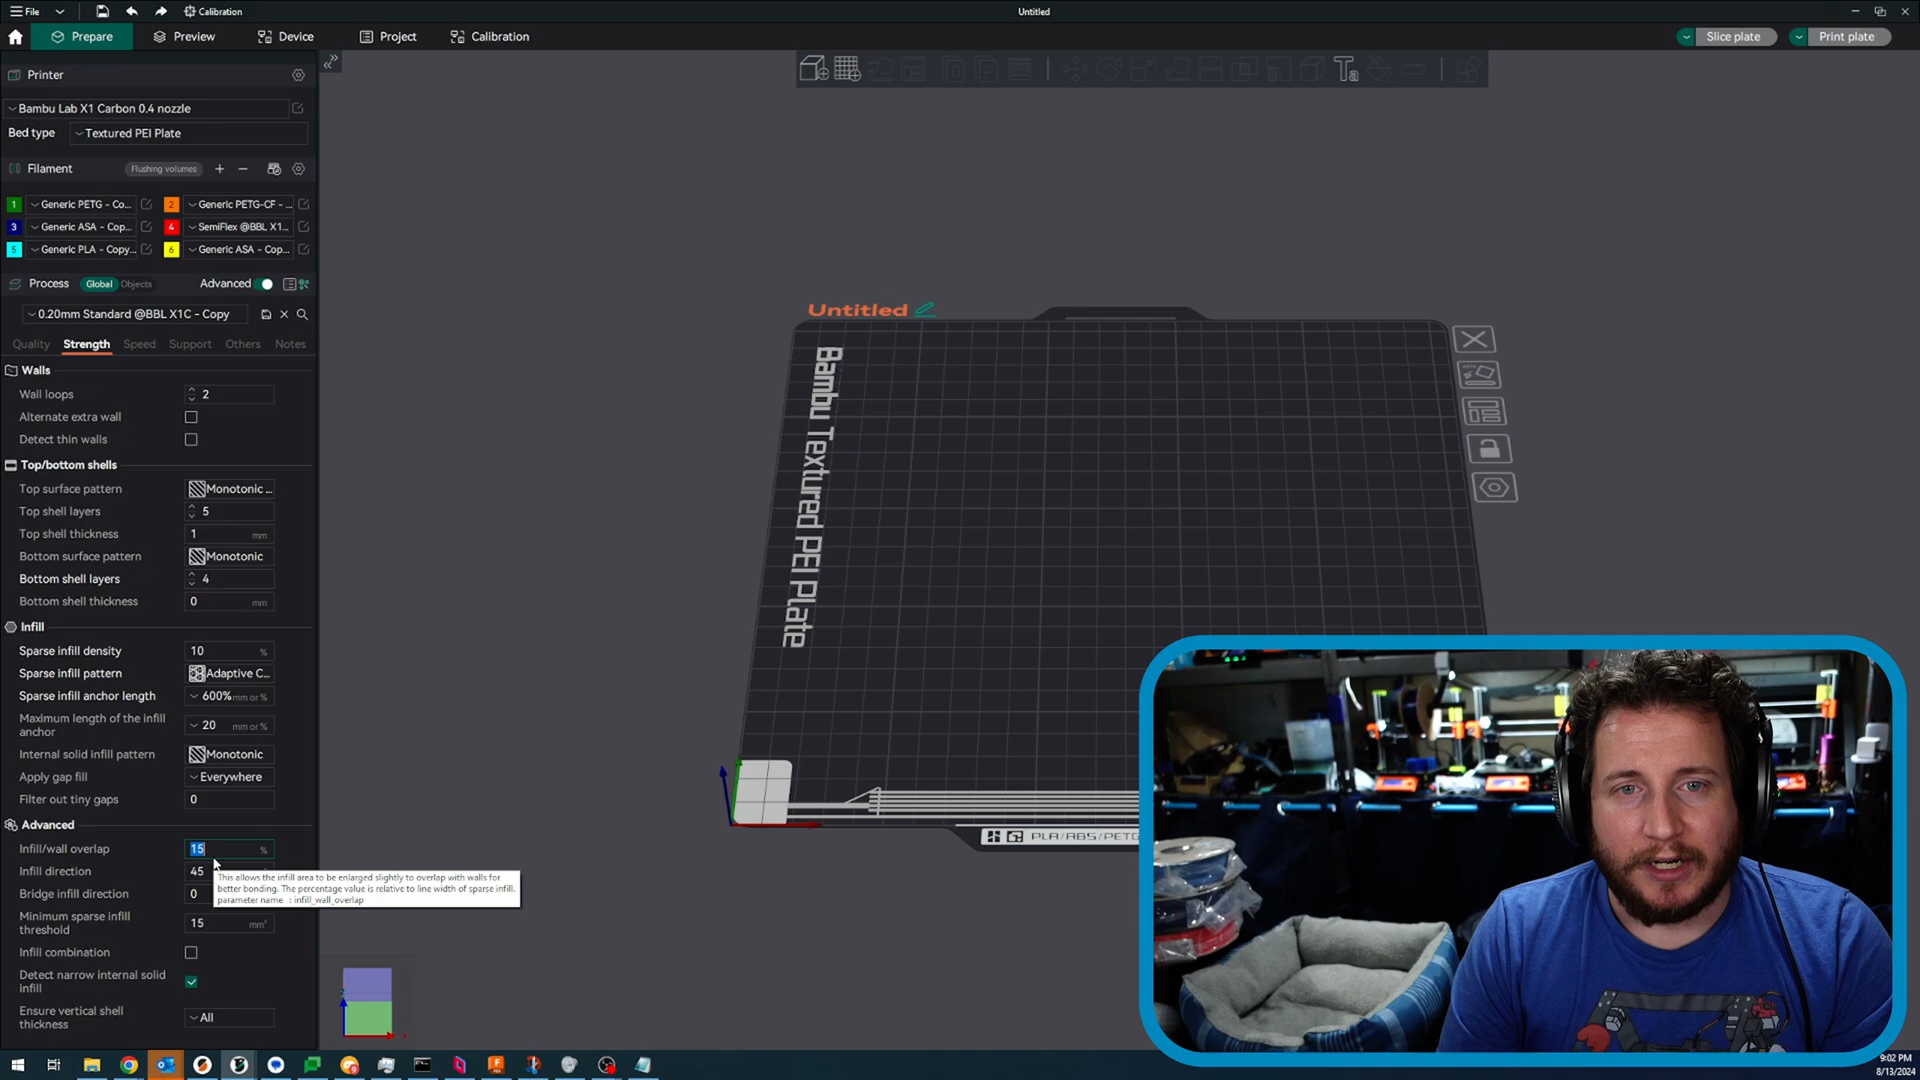 File
Calibration
Untitled
Prepare
Preview
Device
Project
Calibration
Slice plate
Print plate
Printer
Bambu Lab X1 Carbon 0.4 nozzle
Bed type
Textured PEI Plate
Filament
Flushing volumes
1 Generic PETG - Co...
2 Generic PETG-CF - ...
3 Generic ASA - Cop...
4 SemiFlex @BBL X1...
5 Generic PLA - Copy...
6 Generic ASA - Cop...
Process Global Objects Advanced
0.20mm Standard @BBL X1C - Copy
Quality Strength Speed Support Others Notes
Walls
Wall loops 2
Alternate extra wall
Detect thin walls
Top/bottom shells
Top surface pattern Monotonic ...
Top shell layers 5
Top shell thickness 1 mm
Bottom surface pattern Monotonic
Bottom shell layers 4
Bottom shell thickness 0 mm
Infill
Sparse infill density 10 %
Sparse infill pattern Adaptive C...
Sparse infill anchor length 600% mm or %
Maximum length of the infill
anchor 20 mm or %
Internal solid infill pattern Monotonic
Apply gap fill Everywhere
Filter out tiny gaps 0
Advanced
Infill/wall overlap 15 %
Infill direction 45
Bridge infill direction 0
Minimum sparse infill
threshold 15 mm²
Infill combination
Detect narrow internal solid
infill
Ensure vertical shell
thickness All
This allows the infill area to be enlarged slightly to overlap with walls for
better bonding. The percentage value is relative to line width of sparse infill.
parameter name : infill_wall_overlap
Untitled
Bambu Textured PEI Plate
PLA/ABS/PETG
9:02 PM
8/13/2024